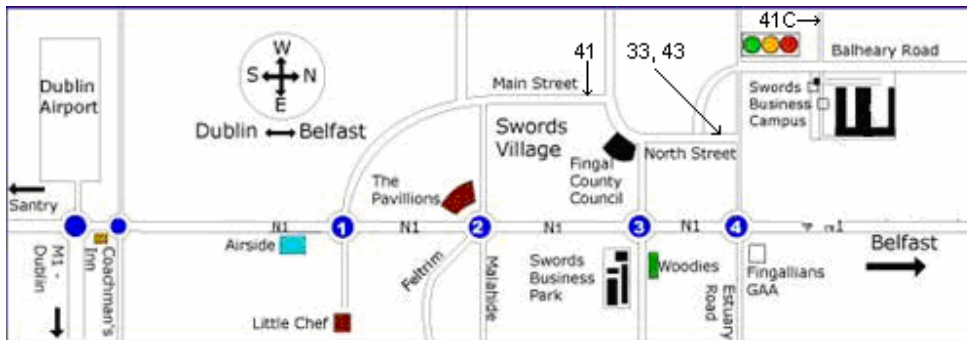 41C
Balheary Road
41
33, 43
W
S N
E
Main Street
Dublin
Airport
Dublin Belfast
Swords
Village
Swords
Business
Campus
North Street
Fingal
County
Council
The
Pavillions
Santry
N1
1
N1
2
N1
3
N1
4
Belfast
M1 -
Dublin
Coachman's
Inn
Airside
Feltrim
Malahide
Swords
Business
Park
Woodies
Estuary
Road
Fingallians
GAA
Little Chef